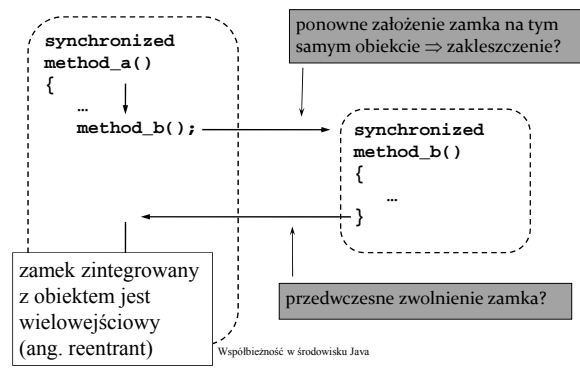 ponowne założenie zamka na tym
samym obiekcie ⇒ zakleszczenie?
synchronized
method_a()
{
…
method_b();
synchronized
method_b()
{
…
}
zamek zintegrowany
z obiektem jest
wielowejściowy
(ang. reentrant)
przedwczesne zwolnienie zamka?
Współbieżność w środowisku Java